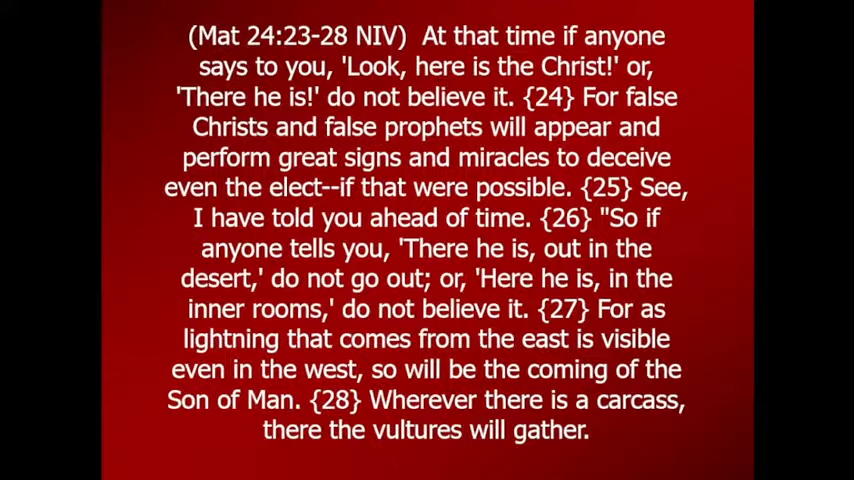 (Mat 24:23-28 NIV)  At that time if anyone
says to you, 'Look, here is the Christ!' or,
'There he is!' do not believe it. {24} For false
Christs and false prophets will appear and
perform great signs and miracles to deceive
even the elect--if that were possible. {25} See,
I have told you ahead of time. {26} "So if
anyone tells you, 'There he is, out in the
desert,' do not go out; or, 'Here he is, in the
inner rooms,' do not believe it. {27} For as
lightning that comes from the east is visible
even in the west, so will be the coming of the
Son of Man. {28} Wherever there is a carcass,
there the vultures will gather.